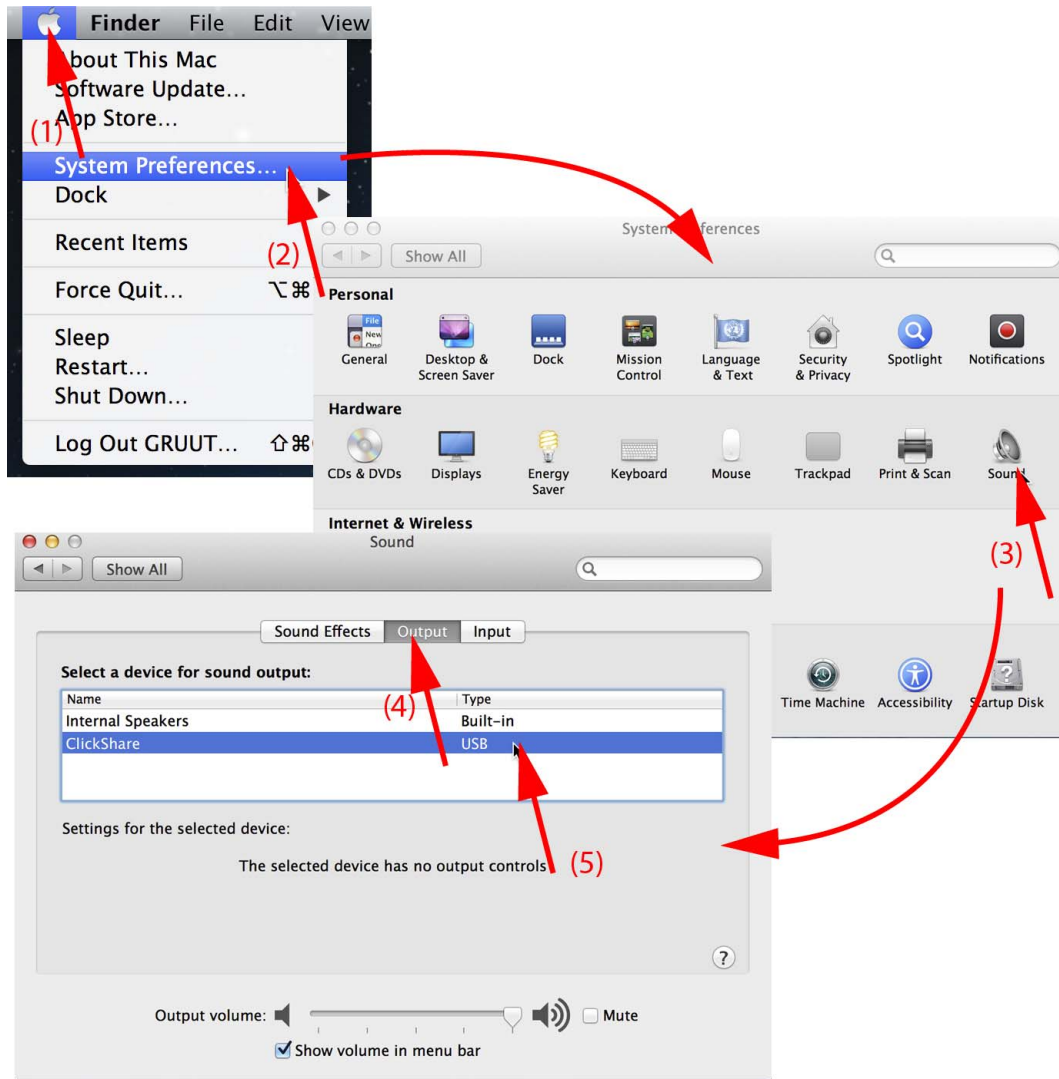 Finder File Edit View
About This Mac
Software Update...
App Store...
(1)
System Preferences...
Dock
(2)
Recent Items
Force Quit... ⌥⌘
Sleep
Restart...
Shut Down...
Log Out GRUUT... ⇧⌘
System Preferences
Show All
Personal
File
New
General
Desktop & Screen Saver
Dock
Mission Control
Language & Text
Security & Privacy
Spotlight
Notifications
Hardware
CDs & DVDs
Displays
Energy Saver
Keyboard
Mouse
Trackpad
Print & Scan
Sound
(3)
Internet & Wireless
Time Machine
Accessibility
Startup Disk
Sound
Show All
Sound Effects Output Input
(4)
Select a device for sound output:
Name Type
Internal Speakers Built-in
ClickShare USB
Settings for the selected device:
The selected device has no output controls
(5)
?
Output volume: Mute
Show volume in menu bar